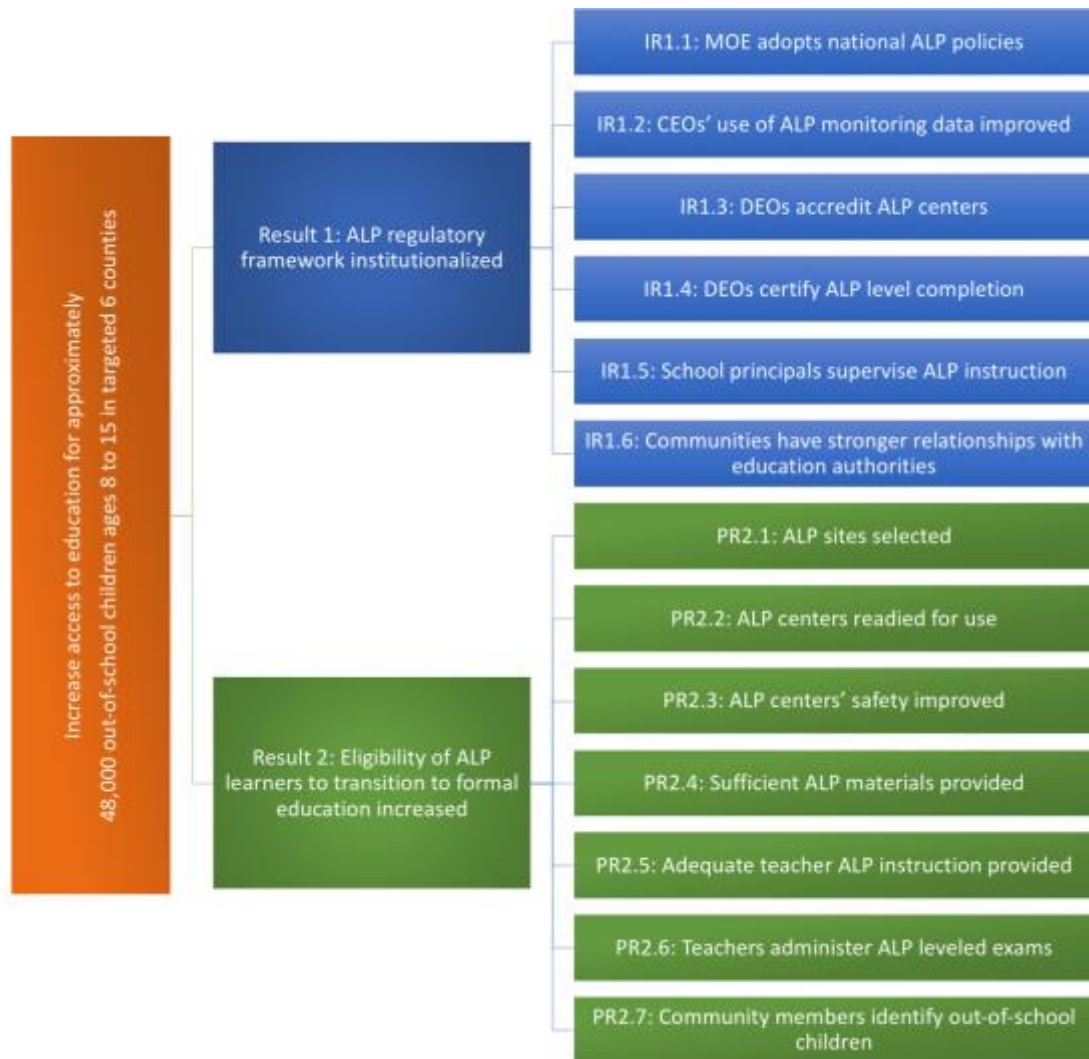 Increase access to education for approximately
48,000 out-of-school children ages 8 to 15 in targeted 6 counties
Result 1: ALP regulatory
framework institutionalized
IR1.1: MOE adopts national ALP policies
IR1.2: CEOs’ use of ALP monitoring data improved
IR1.3: DEOs accredit ALP centers
IR1.4: DEOs certify ALP level completion
IR1.5: School principals supervise ALP instruction
IR1.6: Communities have stronger relationships with
education authorities
Result 2: Eligibility of ALP
learners to transition to formal
education increased
PR2.1: ALP sites selected
PR2.2: ALP centers readied for use
PR2.3: ALP centers’ safety improved
PR2.4: Sufficient ALP materials provided
PR2.5: Adequate teacher ALP instruction provided
PR2.6: Teachers administer ALP leveled exams
PR2.7: Community members identify out-of-school
children